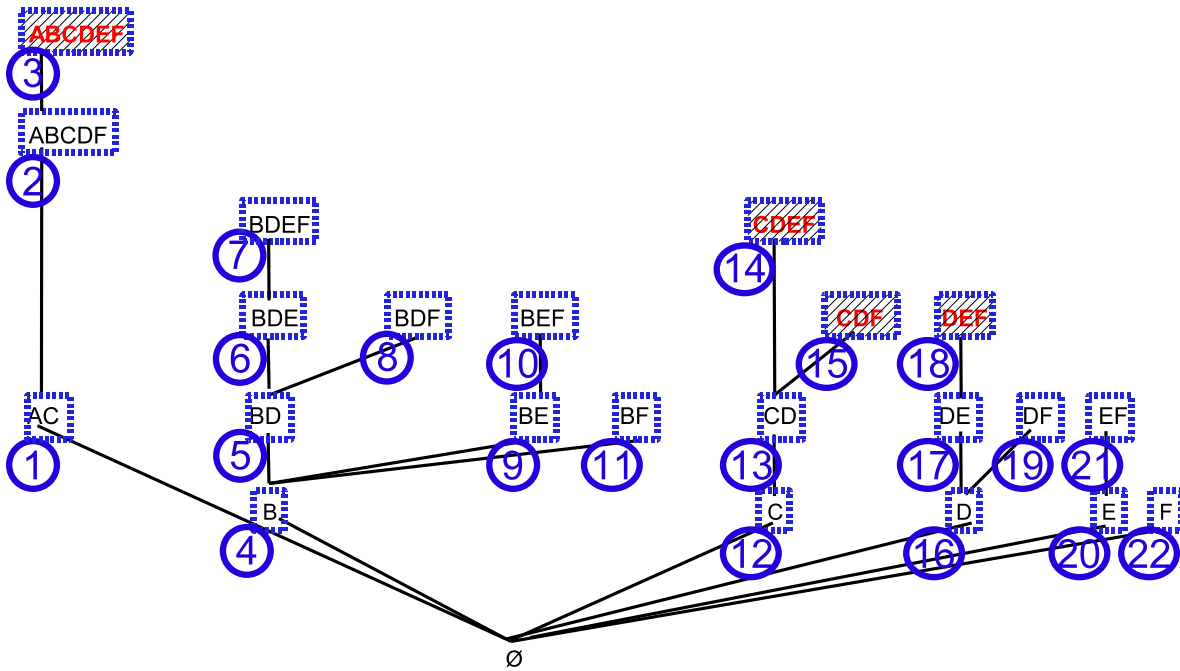 ABCDEF
3
ABCDF
2
BDEF
CDEF
7
14
BDE
BDF
BEF
CDF
DEF
6
8
10
15
18
AC
BD
BE
BF
CD
DE
DF
EF
1
5
9
11
13
17
19
21
B
C
D
E
F
4
12
16
20
22
Ø